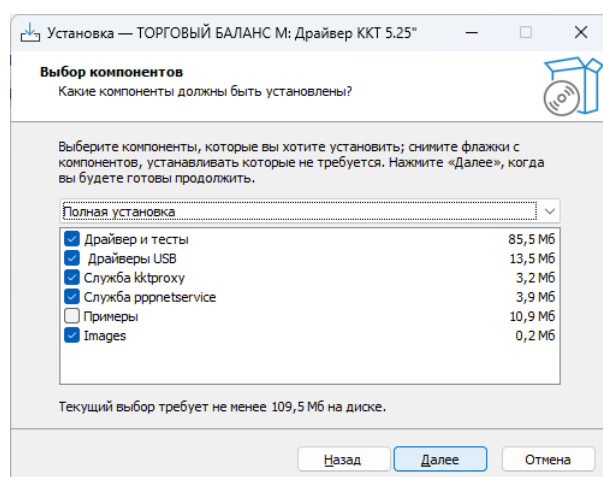 Установка — ТОРГОВЫЙ БАЛАНС М: Драйвер ККТ 5.25"
Выбор компонентов
Какие компоненты должны быть установлены?
Выберите компоненты, которые вы хотите установить; снимите флажки с
компонентов, устанавливать которые не требуется. Нажмите «Далее», когда
вы будете готовы продолжить.
Полная установка
Драйвер и тесты 85,5 Мб
Драйверы USB 13,5 Мб
Служба kktproxy 3,2 Мб
Служба pppnetservice 3,9 Мб
Примеры 10,9 Мб
Images 0,2 Мб
Текущий выбор требует не менее 109,5 Мб на диске.
Назад Далее Отмена